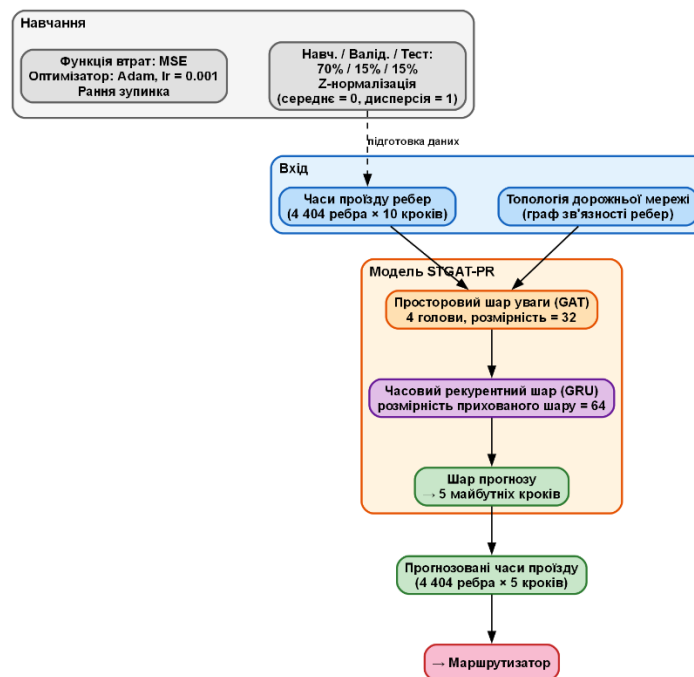 Навчання
Функція втрат: MSE
Оптимізатор: Adam, lr = 0.001
Рання зупинка
Навч. / Валід. / Тест:
70% / 15% / 15%
Z-нормалізація
(середнє = 0, дисперсія = 1)
підготовка даних
Вхід
Часи проїзду ребер
(4 404 ребра × 10 кроків)
Топологія дорожньої мережі
(граф зв'язності ребер)
Модель STGAT-PR
Просторовий шар уваги (GAT)
4 голови, розмірність = 32
Часовий рекурентний шар (GRU)
розмірність прихованого шару = 64
Шар прогнозу
→ 5 майбутніх кроків
Прогнозовані часи проїзду
(4 404 ребра × 5 кроків)
→ Маршрутизатор